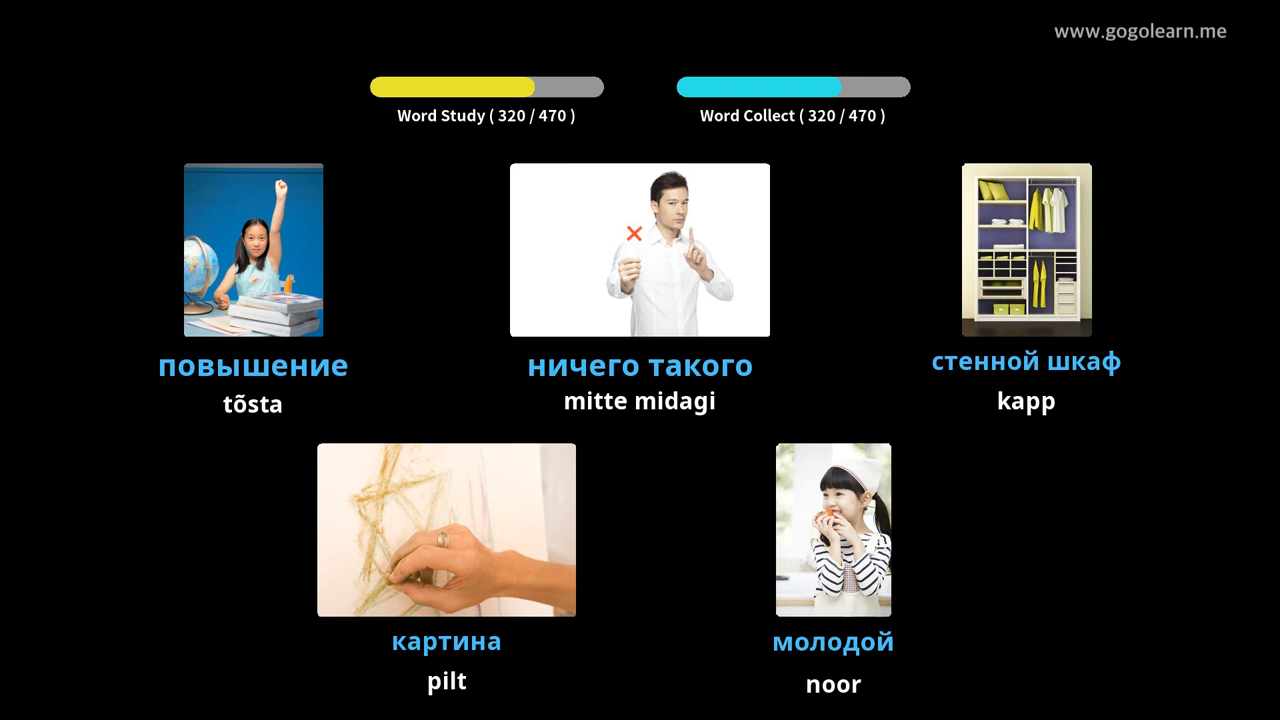 www.gogolearn.me
Word Study ( 320 / 470 )
Word Collect ( 320 / 470 )
повышение
tõsta
ничего такого
mitte midagi
стенной шкаф
kapp
картина
pilt
молодой
noor